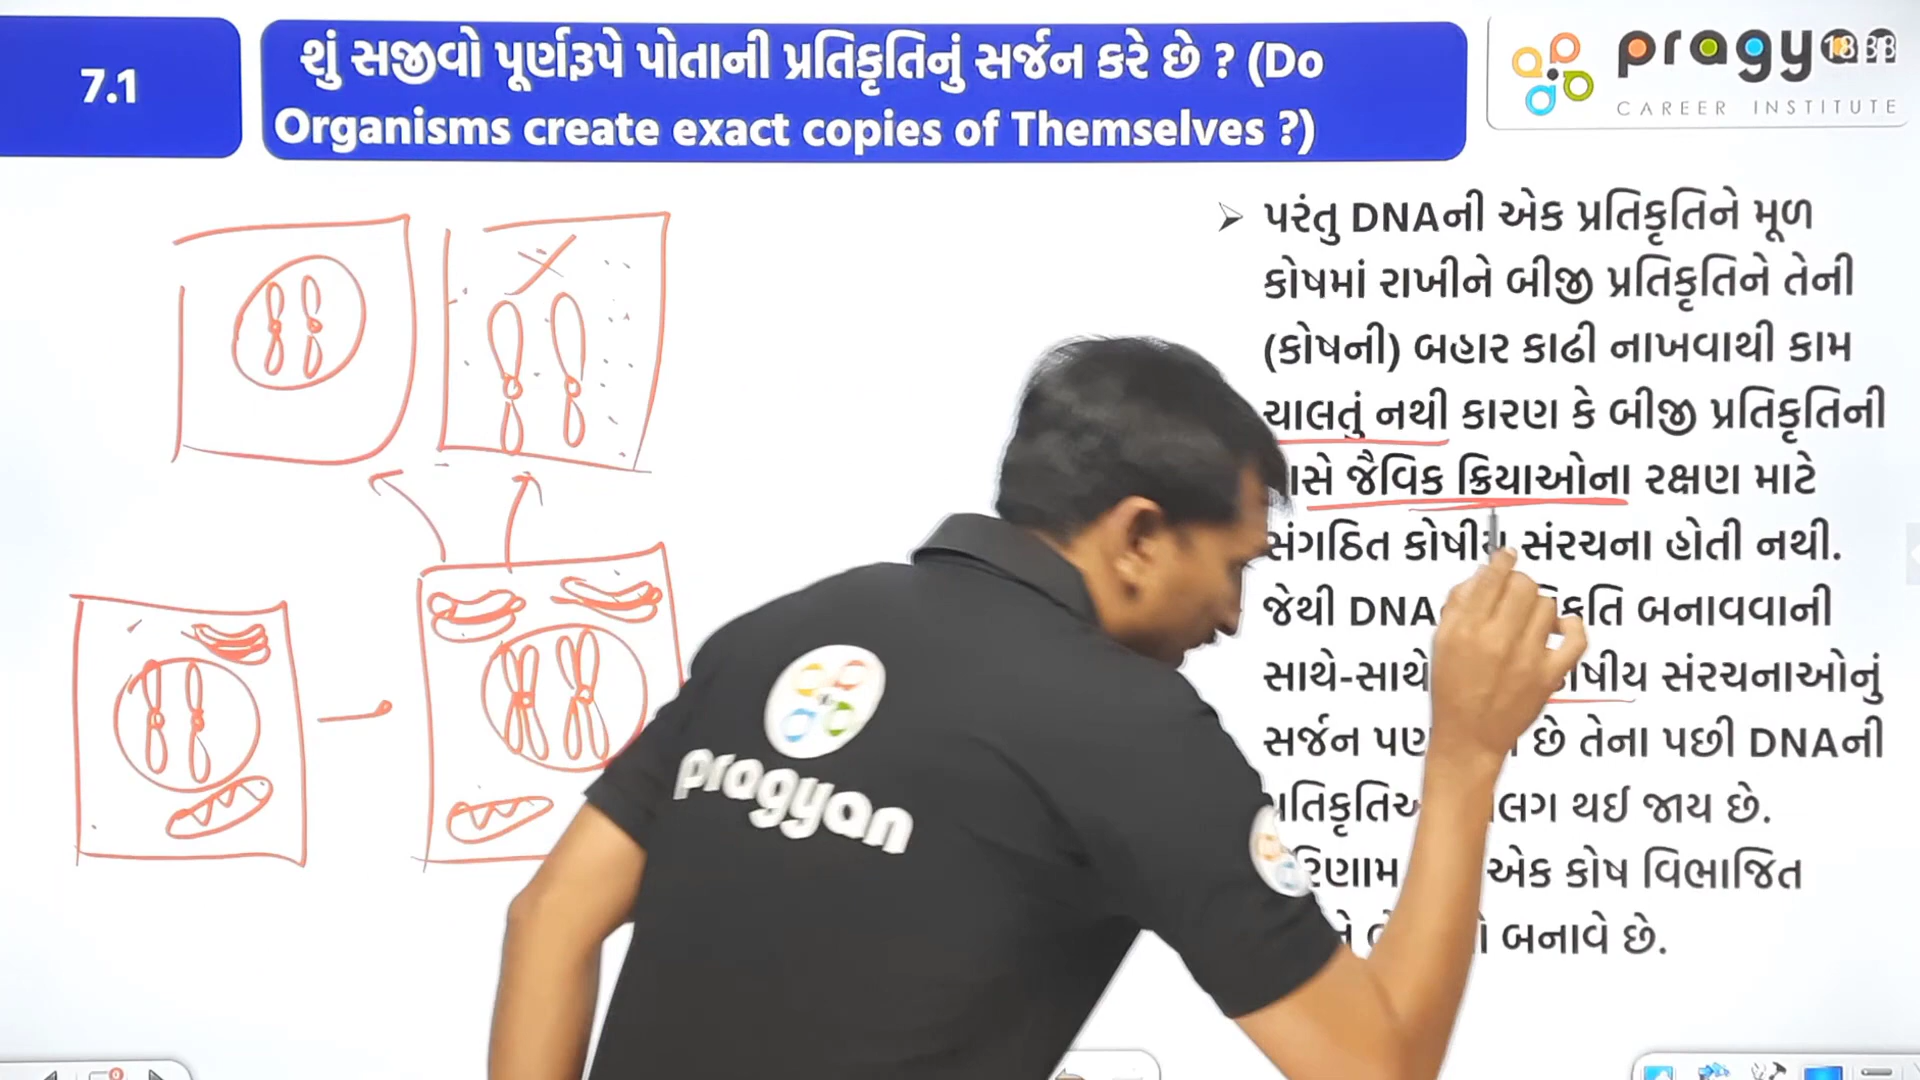 7.1
શું સજીવો પૂર્ણરૂપે પોતાની પ્રતિકૃતિનું સર્જન કરે છે ? (Do
Organisms create exact copies of Themselves ?)
pragyan
CAREER INSTITUTE
➢ પરંતુ DNAની એક પ્રતિકૃતિને મૂળ
કોષમાં રાખીને બીજી પ્રતિકૃતિને તેની
(કોષની) બહાર કાઢી નાખવાથી કામ
ચાલતું નથી કારણ કે બીજી પ્રતિકૃતિની
જૈવિક ક્રિયાઓના રક્ષણ માટે
સંગઠિત કોષીય સંરચના હોતી નથી.
જેથી DNA બનાવવાની
સાથે-સાથે સંરચનાઓનું
સર્જન પણ છે તેના પછી DNAની
થઈ જાય છે.
એક કોષ વિભાજિત
બનાવે છે.
pragyan